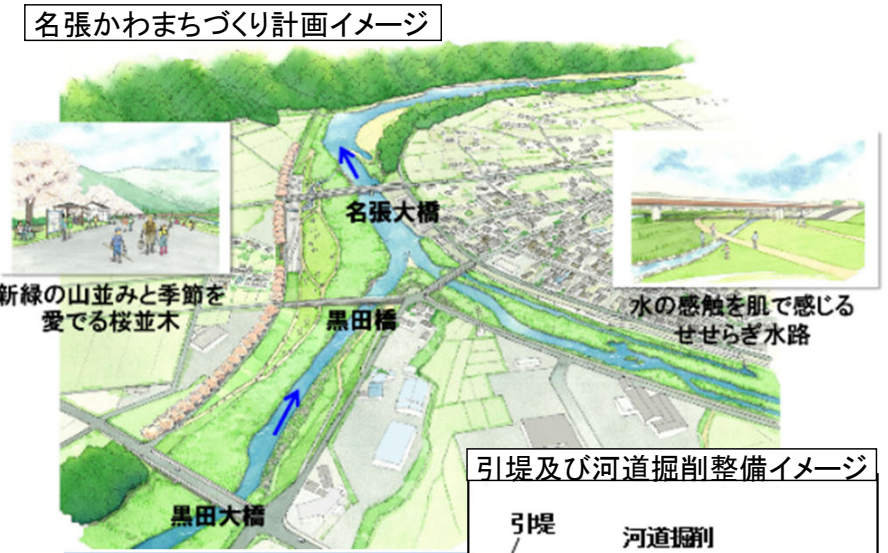 名張かわまちづくり計画イメージ
名張大橋
新緑の山並みと季節を
愛でる桜並木
黒田橋
水の感触を肌で感じる
せせらぎ水路
黒田大橋
引堤及び河道掘削整備イメージ
引堤
河道掘削